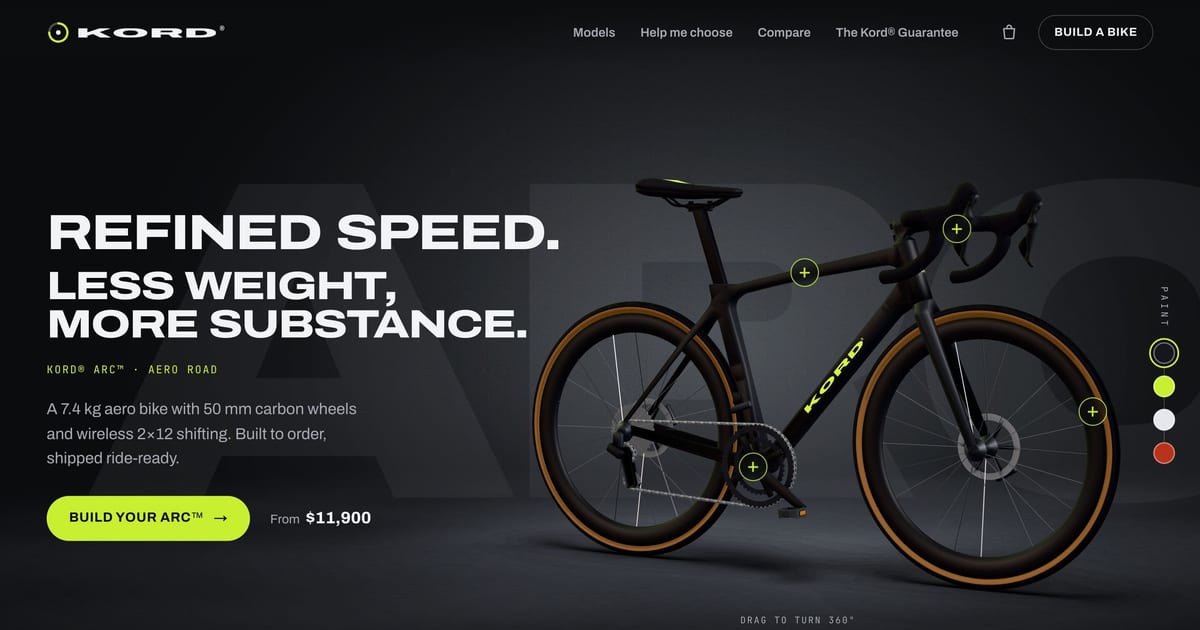 KORD®
Models
Help me choose
Compare
The Kord® Guarantee
BUILD A BIKE
ARC
REFINED SPEED.
LESS WEIGHT,
MORE SUBSTANCE.
KORD® ARC™ · AERO ROAD
A 7.4 kg aero bike with 50 mm carbon wheels
and wireless 2×12 shifting. Built to order,
shipped ride-ready.
BUILD YOUR ARC™ →
From $11,900
KORD
PAINT
DRAG TO TURN 360°